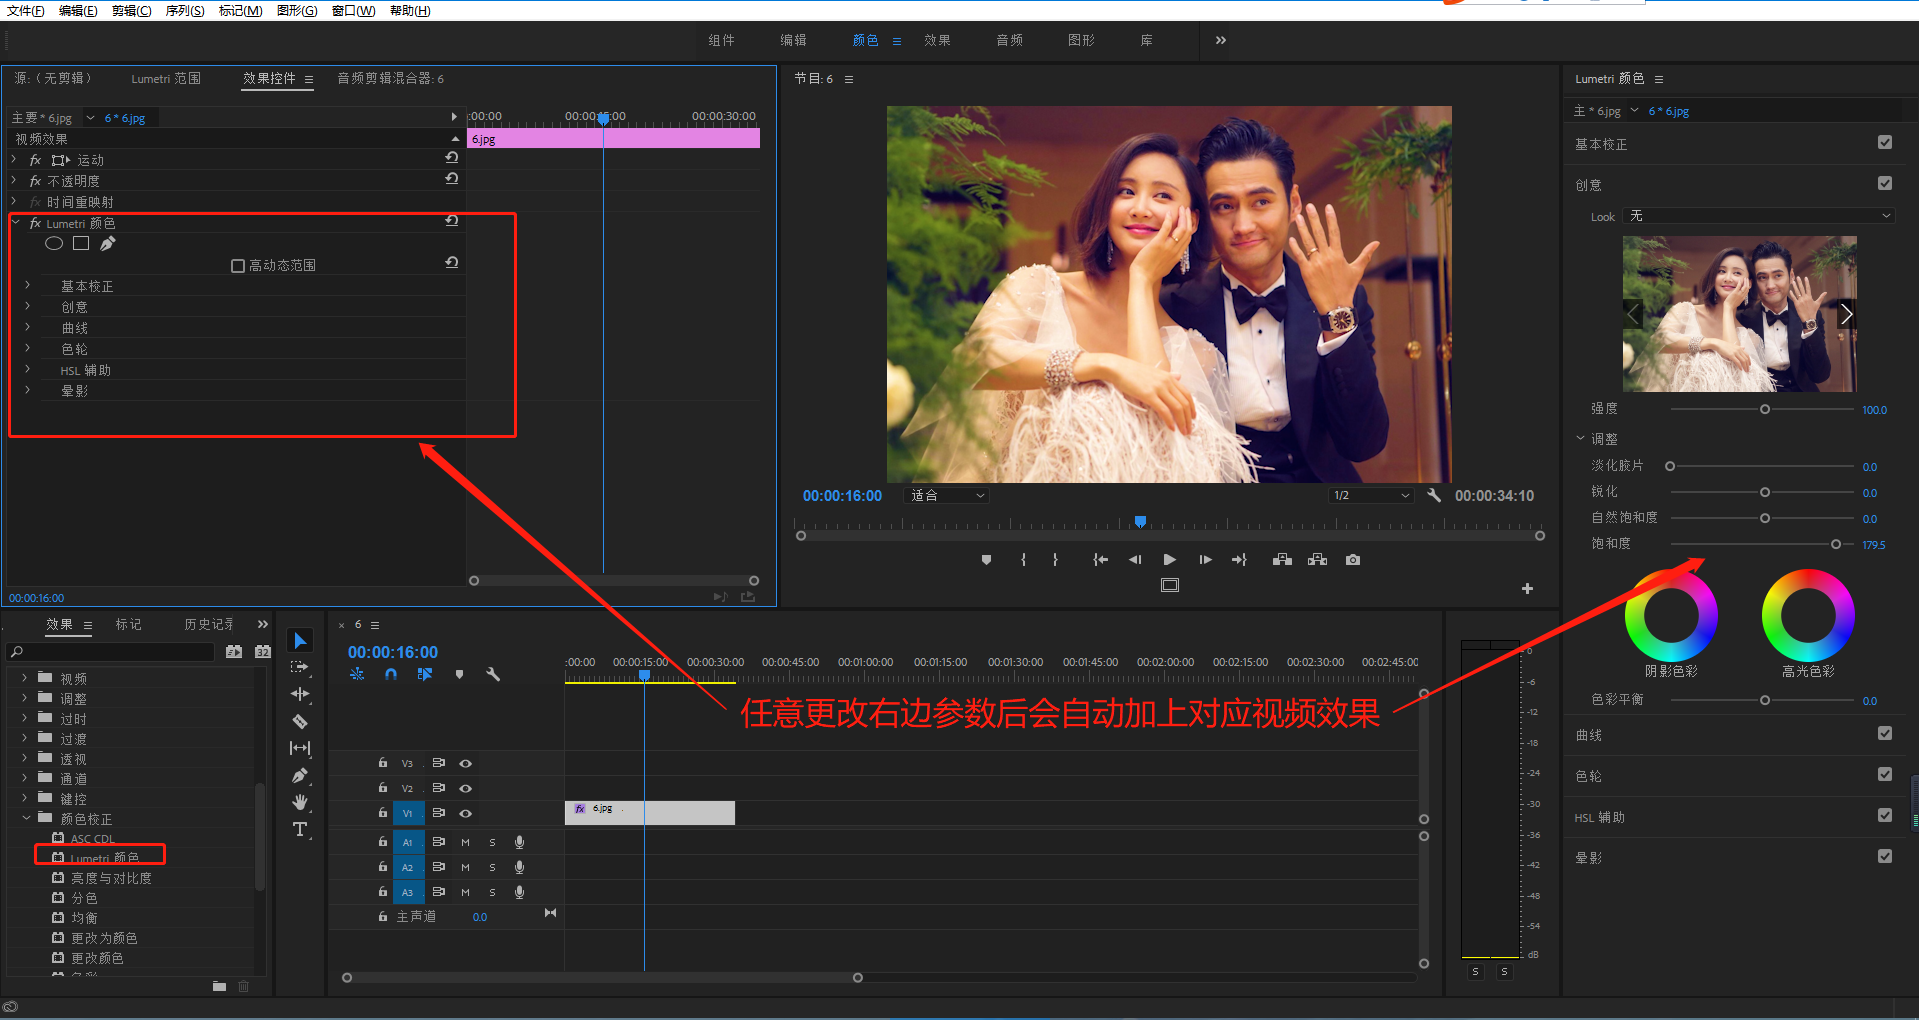 文件(F) 编辑(E) 剪辑(C) 序列(S) 标记(M) 图形(G) 窗口(W) 帮助(H)
组件 编辑 颜色 效果 音频 图形 库
源:（无剪辑） Lumetri 范围 效果控件 音频剪辑混合器: 6
主要 * 6.jpg 6 * 6.jpg
:00:00 00:00:15:00 00:00:30:00
视频效果
6.jpg
fx 运动
fx 不透明度
fx 时间重映射
fx Lumetri 颜色
高动态范围
基本校正
创意
曲线
色轮
HSL 辅助
晕影
00:00:16:00
节目: 6
00:00:16:00 适合 1/2 00:00:34:10
Lumetri 颜色
主 * 6.jpg 6 * 6.jpg
基本校正
创意
Look 无
强度 100.0
调整
淡化胶片 0.0
锐化 0.0
自然饱和度 0.0
饱和度 179.5
阴影色彩 高光色彩
色彩平衡 0.0
曲线
色轮
HSL 辅助
晕影
效果 标记 历史记录
32
视频
调整
过时
过渡
透视
通道
键控
颜色校正
ASC CDL
Lumetri 颜色
亮度与对比度
分色
均衡
更改为颜色
更改颜色
T
× 6
00:00:16:00
:00:00 00:00:15:00 00:00:30:00 00:00:45:00 00:01:00:00 00:01:15:00 00:01:30:00 00:01:45:00 00:02:00:00 00:02:15:00 00:02:30:00 00:02:45:00
任意更改右边参数后会自动加上对应视频效果
V3
V2
V1
fx 6.jpg
A1 M S
A2 M S
A3 M S
主声道 0.0
0
-6
-12
-18
-24
-30
-36
-42
-48
-54
dB
S S